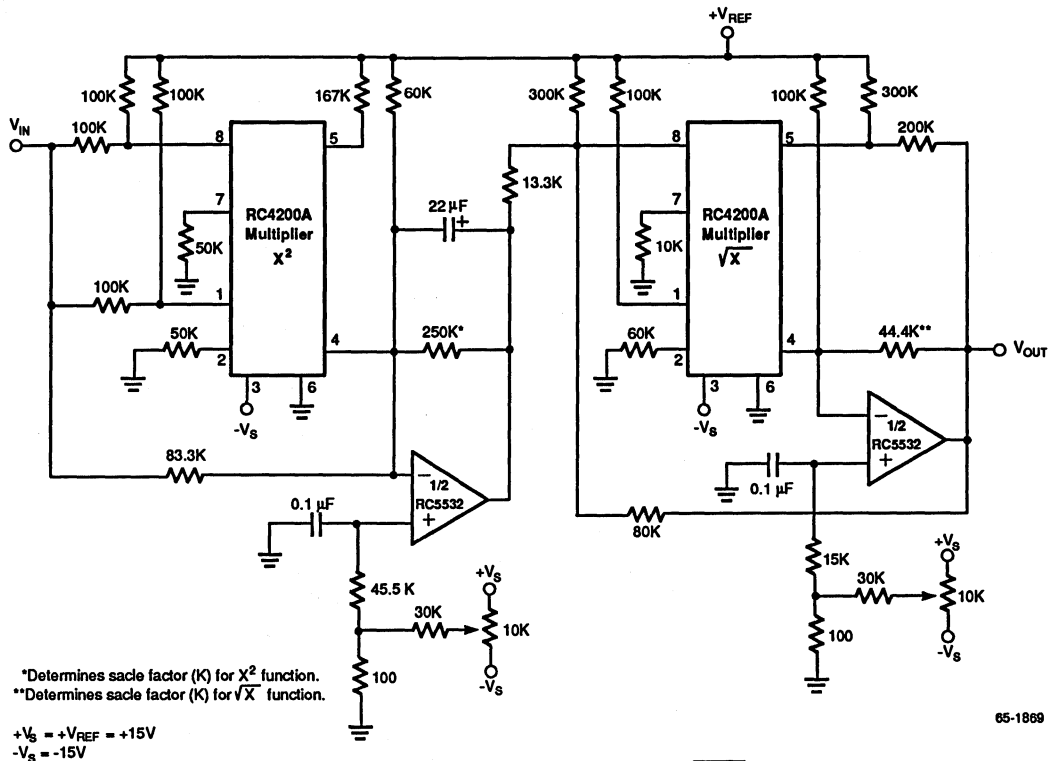 +VREF
100K
100K
167K
60K
300K
100K
100K
300K
VIN
100K
8
5
8
5
200K
13.3K
7
RC4200A
Multiplier
X2
50K
22 µF
+
7
RC4200A
Multiplier
√X
10K
100K
1
1
50K
2
4
250K*
60K
2
4
44.4K**
VOUT
3
6
-VS
3
6
-VS
83.3K
−
1/2
RC5532
+
−
1/2
RC5532
+
0.1 µF
0.1 µF
80K
45.5 K
+VS
30K
10K
-VS
100
15K
+VS
30K
10K
-VS
100
*Determines sacle factor (K) for X2 function.
**Determines sacle factor (K) for √X function.
+VS = +VREF = +15V
-VS = -15V
65-1869